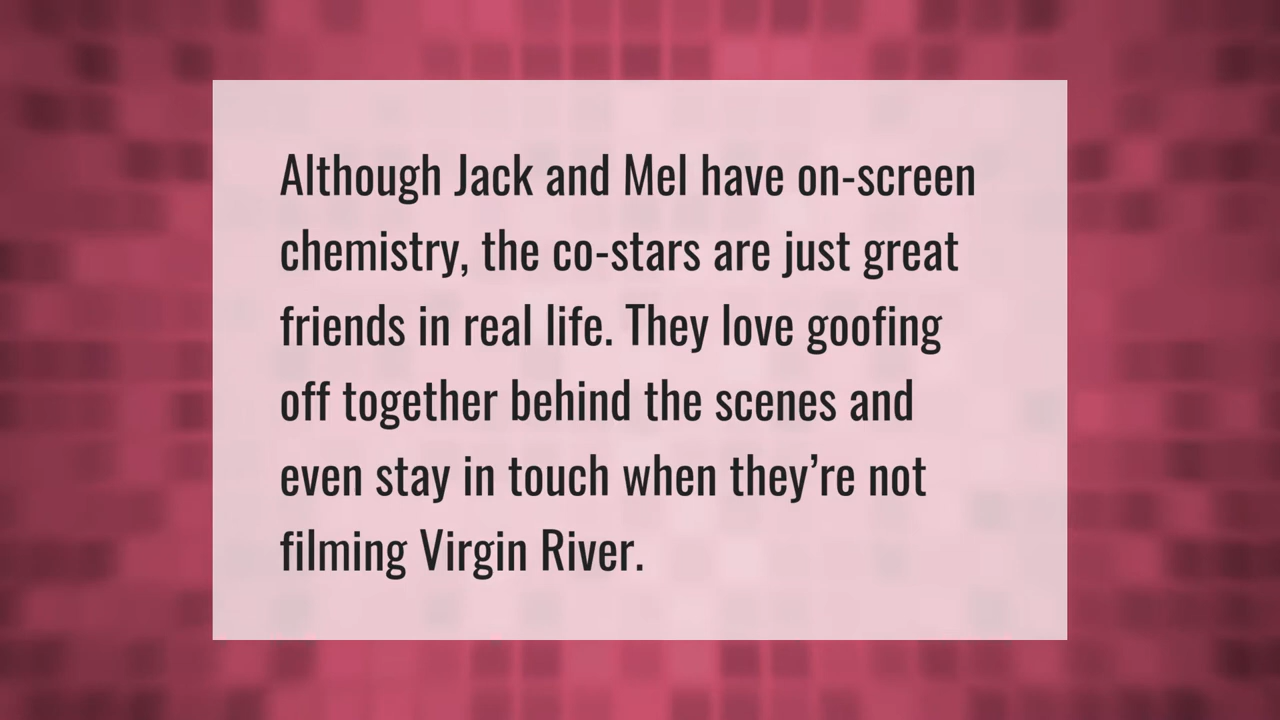 Although Jack and Mel have on-screen
chemistry, the co-stars are just great
friends in real life. They love goofing
off together behind the scenes and
even stay in touch when they’re not
filming Virgin River.